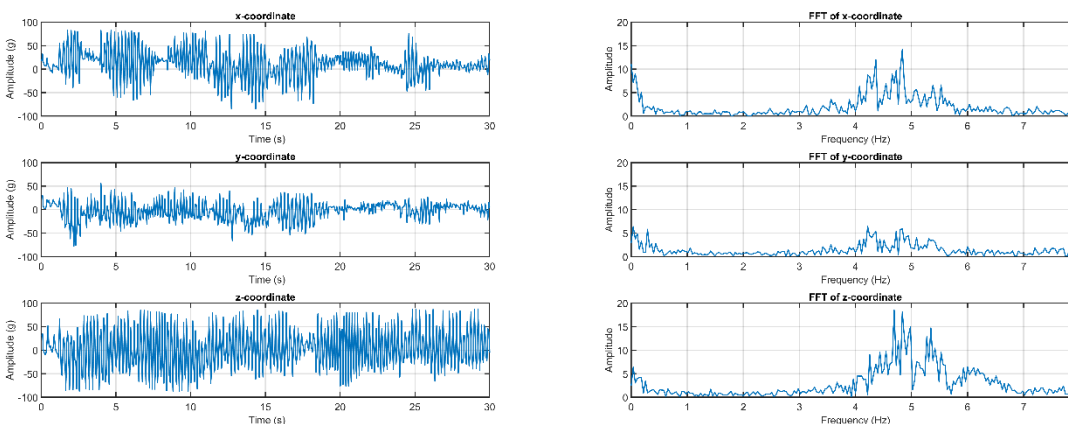 x-coordinate
Amplitude (g)
100
50
0
-50
-100
0 5 10 15 20 25 30
Time (s)
FFT of x-coordinate
Amplitude
20
15
10
5
0
0 1 2 3 4 5 6 7
Frequency (Hz)
y-coordinate
Amplitude (g)
100
50
0
-50
-100
0 5 10 15 20 25 30
Time (s)
FFT of y-coordinate
Amplitude
20
15
10
5
0
0 1 2 3 4 5 6 7
Frequency (Hz)
z-coordinate
Amplitude (g)
100
50
0
-50
-100
0 5 10 15 20 25 30
Time (s)
FFT of z-coordinate
Amplitude
20
15
10
5
0
0 1 2 3 4 5 6 7
Frequency (Hz)